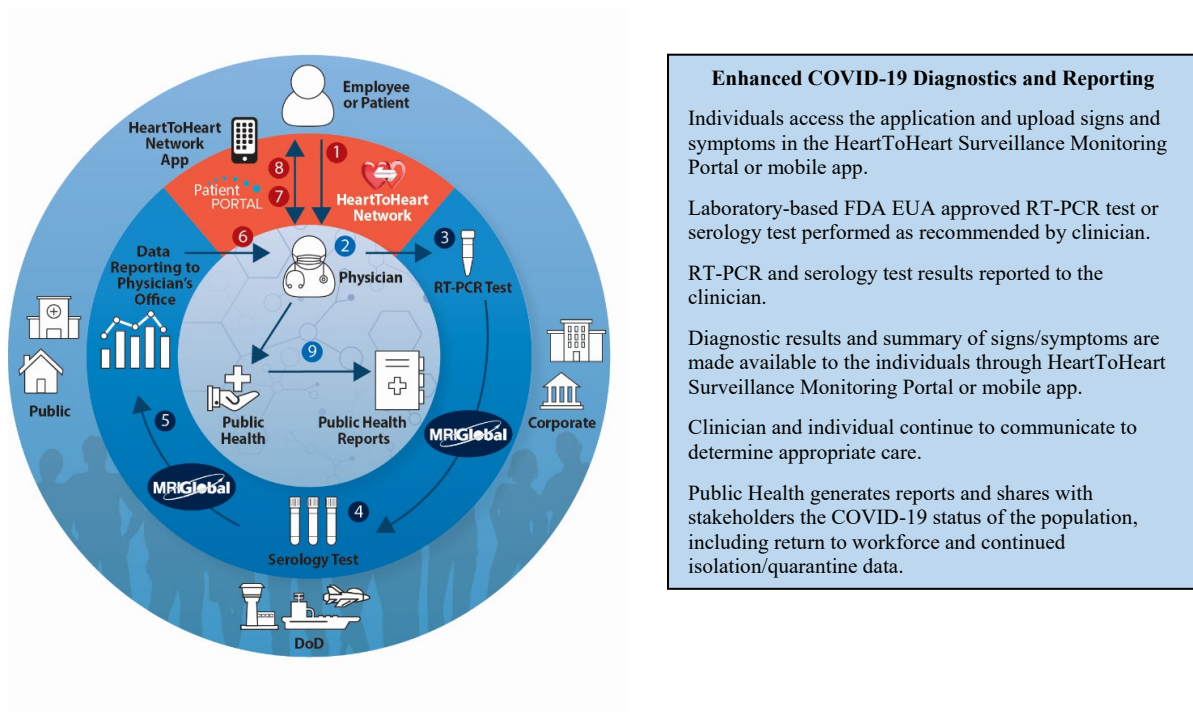 Employee
or Patient
HeartToHeart
Network
App
1
8
7
Patient
PORTAL
HeartToHeart
Network
6
2
3
Data
Reporting to
Physician's
Office
Physician
RT-PCR Test
9
Public
Health
Public Health
Reports
Public
Corporate
5
MRIGlobal
MRIGlobal
4
Serology Test
DoD
Enhanced COVID-19 Diagnostics and Reporting
Individuals access the application and upload signs and
symptoms in the HeartToHeart Surveillance Monitoring
Portal or mobile app.
Laboratory-based FDA EUA approved RT-PCR test or
serology test performed as recommended by clinician.
RT-PCR and serology test results reported to the
clinician.
Diagnostic results and summary of signs/symptoms are
made available to the individuals through HeartToHeart
Surveillance Monitoring Portal or mobile app.
Clinician and individual continue to communicate to
determine appropriate care.
Public Health generates reports and shares with
stakeholders the COVID-19 status of the population,
including return to workforce and continued
isolation/quarantine data.